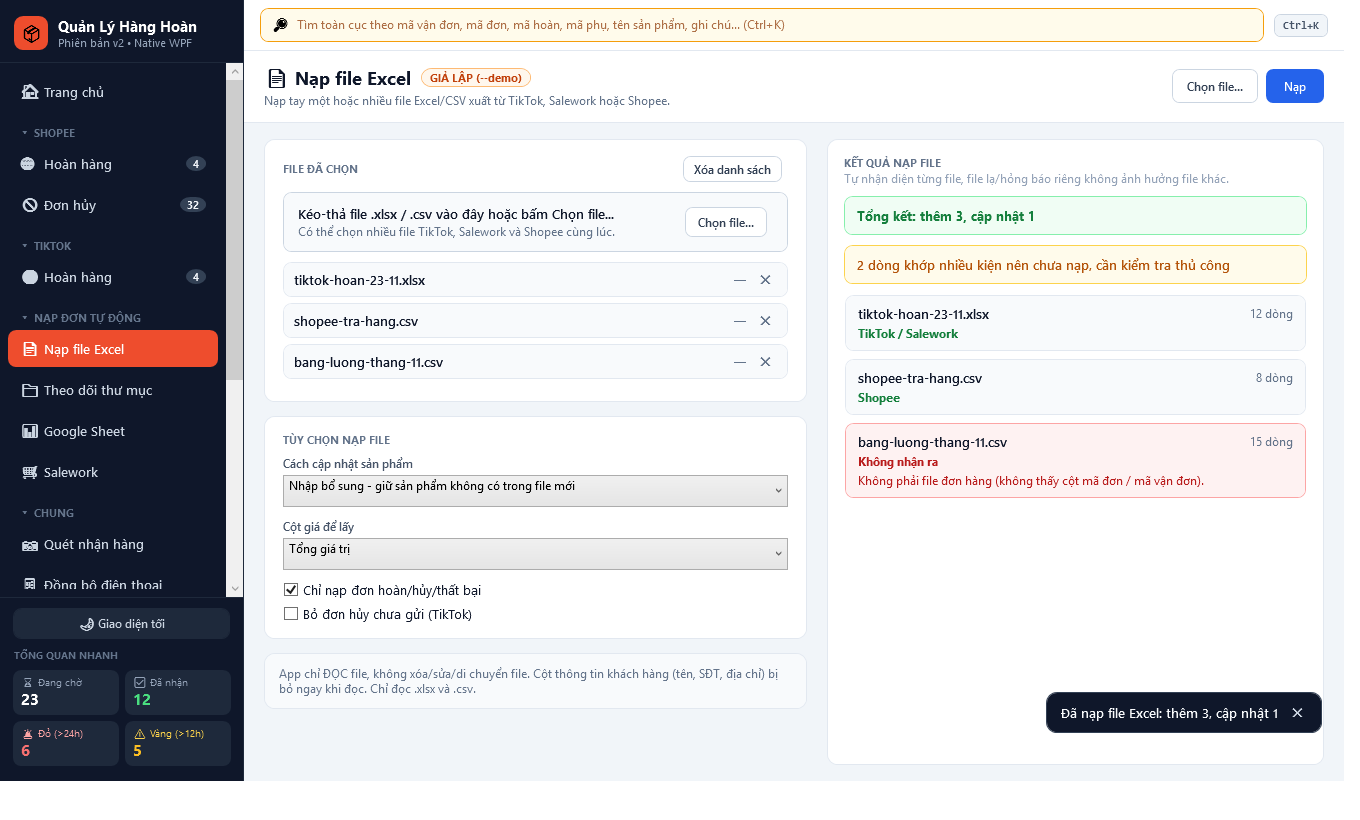 Quản Lý Hàng Hoàn
Phiên bản v2 • Native WPF
Trang chủ
SHOPEE
Hoàn hàng 4
Đơn hủy 32
TIKTOK
Hoàn hàng 4
NẠP ĐƠN TỰ ĐỘNG
Nạp file Excel
Theo dõi thư mục
Google Sheet
Salework
CHUNG
Quét nhận hàng
Đồng bộ điện thoại
Giao diện tối
TỔNG QUAN NHANH
Đang chờ
23
Đã nhận
12
Đỏ (>24h)
6
Vàng (>12h)
5
Tìm toàn cục theo mã vận đơn, mã đơn, mã hoàn, mã phụ, tên sản phẩm, ghi chú... (Ctrl+K)
Ctrl+K
Nạp file Excel
GIẢ LẬP (--demo)
Nạp tay một hoặc nhiều file Excel/CSV xuất từ TikTok, Salework hoặc Shopee.
Chọn file...
Nạp
FILE ĐÃ CHỌN
Xóa danh sách
Kéo-thả file .xlsx / .csv vào đây hoặc bấm Chọn file...
Có thể chọn nhiều file TikTok, Salework và Shopee cùng lúc.
Chọn file...
tiktok-hoan-23-11.xlsx —
shopee-tra-hang.csv —
bang-luong-thang-11.csv —
TÙY CHỌN NẠP FILE
Cách cập nhật sản phẩm
Nhập bổ sung - giữ sản phẩm không có trong file mới
Cột giá để lấy
Tổng giá trị
Chỉ nạp đơn hoàn/hủy/thất bại
Bỏ đơn hủy chưa gửi (TikTok)
App chỉ ĐỌC file, không xóa/sửa/di chuyển file. Cột thông tin khách hàng (tên, SĐT, địa chỉ) bị
bỏ ngay khi đọc. Chỉ đọc .xlsx và .csv.
KẾT QUẢ NẠP FILE
Tự nhận diện từng file, file lạ/hỏng báo riêng không ảnh hưởng file khác.
Tổng kết: thêm 3, cập nhật 1
2 dòng khớp nhiều kiện nên chưa nạp, cần kiểm tra thủ công
tiktok-hoan-23-11.xlsx 12 dòng
TikTok / Salework
shopee-tra-hang.csv 8 dòng
Shopee
bang-luong-thang-11.csv 15 dòng
Không nhận ra
Không phải file đơn hàng (không thấy cột mã đơn / mã vận đơn).
Đã nạp file Excel: thêm 3, cập nhật 1